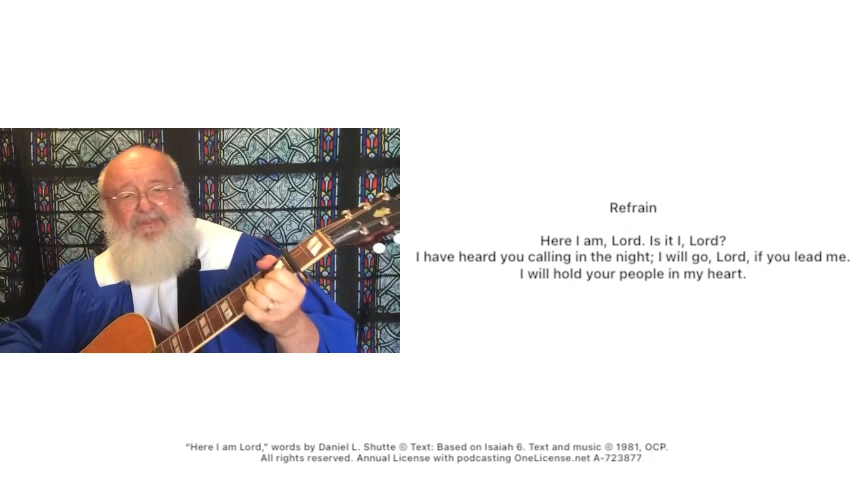 Refrain
Here I am, Lord. Is it I, Lord?
I have heard you calling in the night; I will go, Lord, if you lead me.
I will hold your people in my heart.
"Here I am Lord," words by Daniel L. Shutte © Text: Based on Isaiah 6. Text and music © 1981, OCP.
All rights reserved. Annual License with podcasting OneLicense.net A-723877